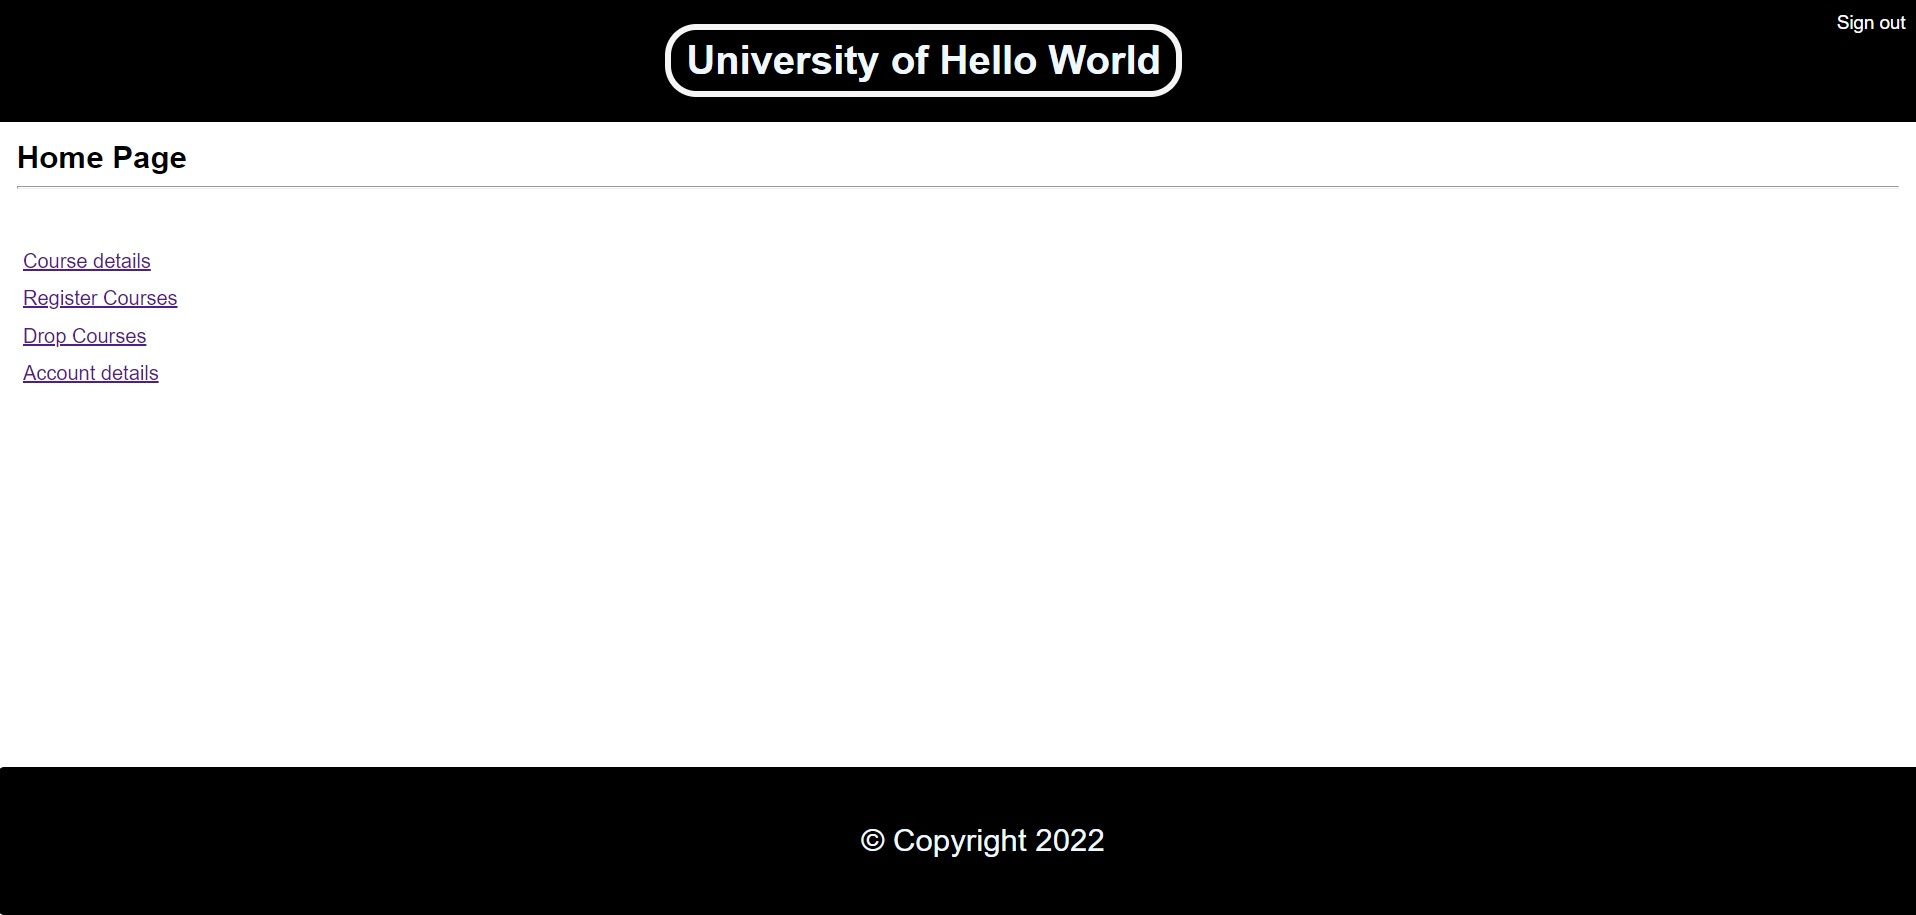 Sign out
University of Hello World
Home Page
Course details
Register Courses
Drop Courses
Account details
© Copyright 2022